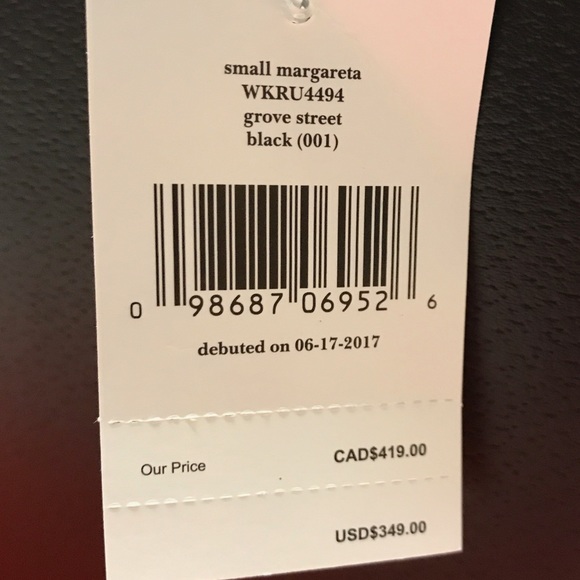 small margareta
WKRU4494
grove street
black (001)
0 98687 06952 6
debuted on 06-17-2017
Our Price CAD$419.00
USD$349.00